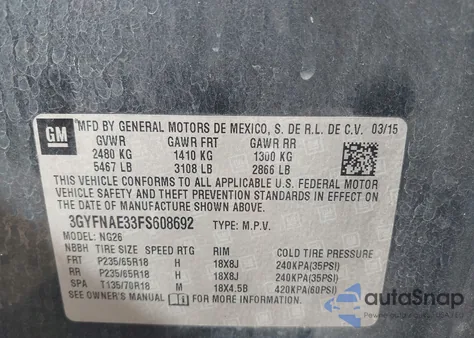 GM
MFD BY GENERAL MOTORS DE MEXICO, S. DE R.L. DE C.V. 03/15
GVWR GAWR FRT GAWR RR
2480 KG 1410 KG 1300 KG
5467 LB 3108 LB 2866 LB
THIS VEHICLE CONFORMS TO ALL APPLICABLE U.S. FEDERAL MOTOR
VEHICLE SAFETY AND THEFT PREVENTION STANDARDS IN EFFECT ON
THE DATE OF MANUFACTURE SHOWN ABOVE.
3GYFNAE33FS608692 TYPE: M.P.V.
MODEL: NG26
NBBH TIRE SIZE SPEED RTG RIM COLD TIRE PRESSURE
FRT P235/65R18 H 18X8J 240KPA(35PSI)
RR P235/65R18 H 18X8J 240KPA(35PSI)
SPA T135/70R18 M 18X4.5B 420KPA(60PSI)
SEE OWNER'S MANUAL FOR MORE INFORMATION.
autoSnap